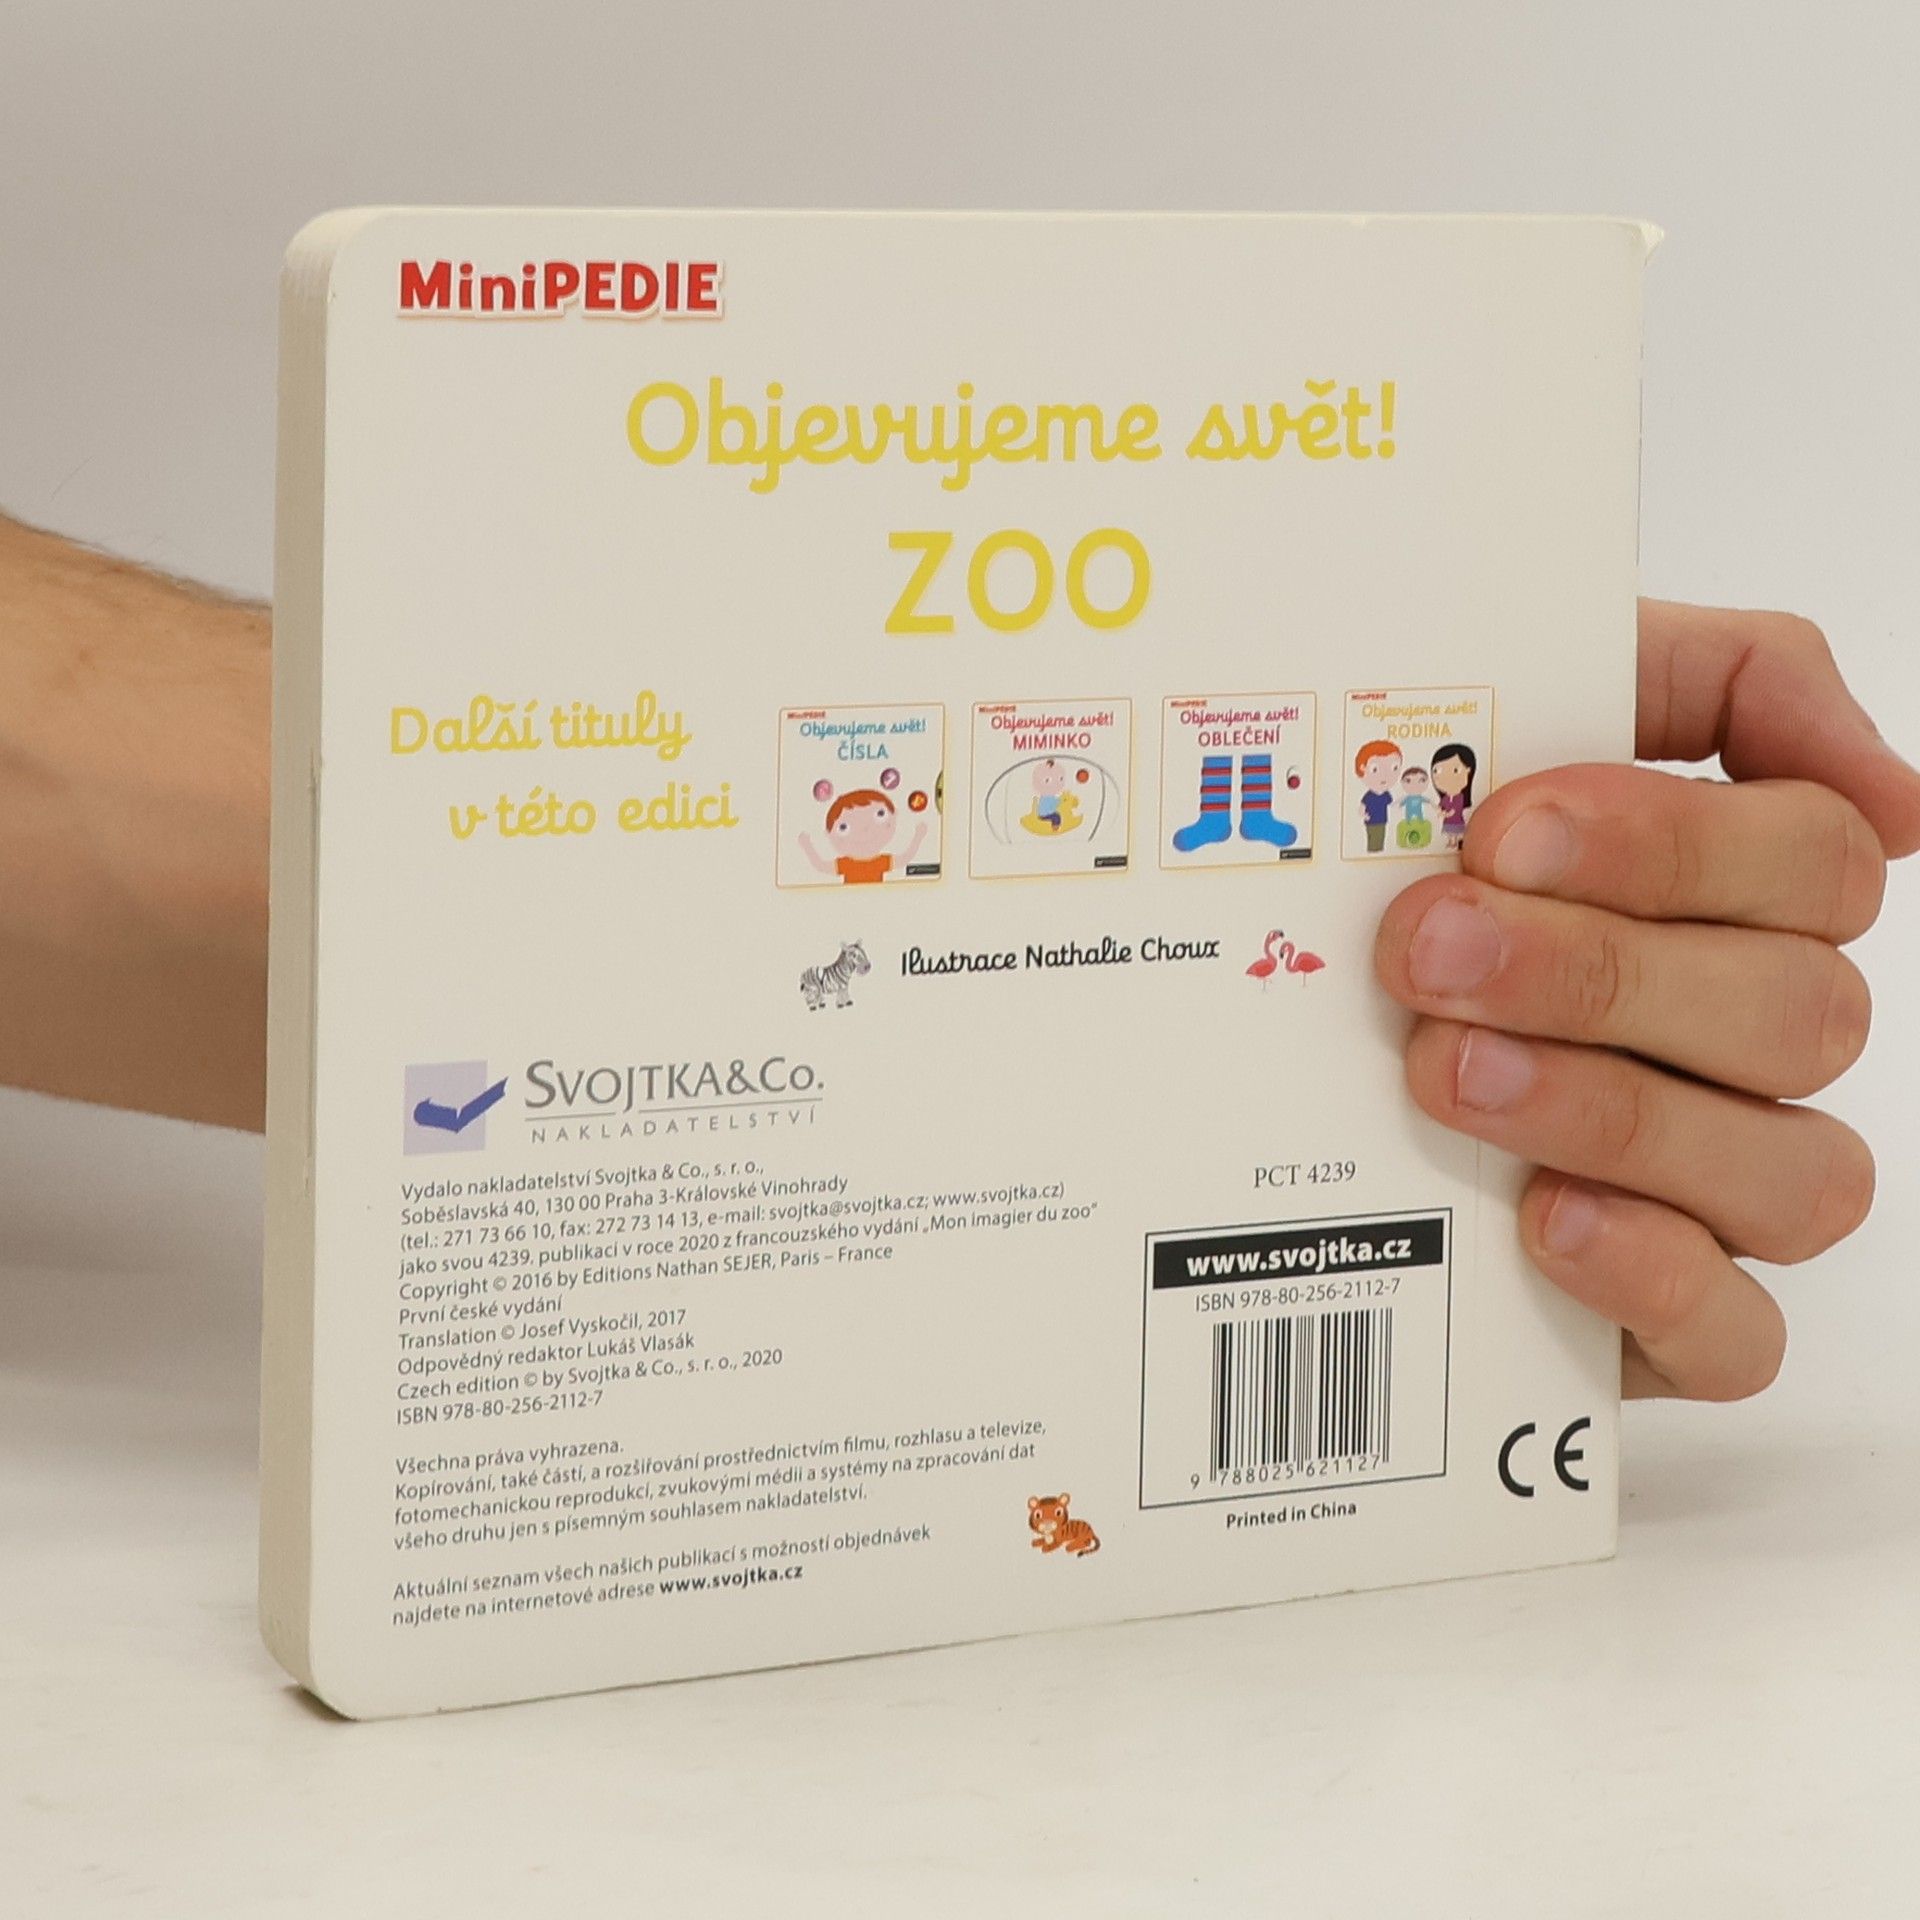 MiniPEDIE
Objevujeme svět!
ZOO
Další tituly
v této edici
MiniPEDIE
Objevujeme svět!
ČÍSLA
MiniPEDIE
Objevujeme svět!
MIMINKO
MiniPEDIE
Objevujeme svět!
OBLEČENÍ
MiniPEDIE
Objevujeme svět!
RODINA
Ilustrace Nathalie Choux
SVOJTKA&CO.
NAKLADATELSTVÍ
Vydalo nakladatelství Svojtka & Co., s. r. o.,
Soběslavská 40, 130 00 Praha 3-Královské Vinohrady
(tel.: 271 73 66 10, fax: 272 73 14 13, e-mail: svojtka@svojtka.cz; www.svojtka.cz)
jako svou 4239. publikaci v roce 2020 z francouzského vydání „Mon imagier du zoo“
Copyright © 2016 by Editions Nathan SEJER, Paris – France
První české vydání
Translation © Josef Vyskočil, 2017
Odpovědný redaktor Lukáš Vlasák
Czech edition © by Svojtka & Co., s. r. o., 2020
ISBN 978-80-256-2112-7
Všechna práva vyhrazena.
Kopírování, také částí, a rozšiřování prostřednictvím filmu, rozhlasu a televize,
fotomechanickou reprodukcí, zvukovými médii a systémy na zpracování dat
všeho druhu jen s písemným souhlasem nakladatelství.
Aktuální seznam všech našich publikací s možností objednávek
najdete na internetové adrese www.svojtka.cz
PCT 4239
www.svojtka.cz
ISBN 978-80-256-2112-7
9 788025 621127
Printed in China
CE